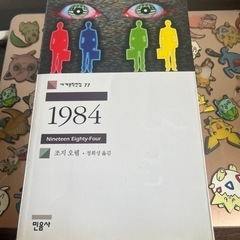 세계문학전집 77
1984
Nineteen Eighty-Four
조지 오웰 · 정회성 옮김
민음사